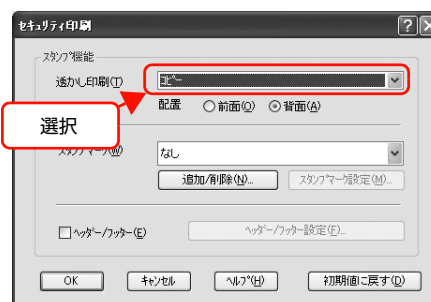 セキュリティ印刷
スタンプ機能
透かし印刷(T)
コピー
配置 前面(O) 背面(A)
選択
スタンプマーク(W)
なし
追加/削除(N)... スタンプマーク設定(M)...
ヘッダー/フッター(E) ヘッダー/フッター設定(F)...
OK キャンセル ヘルプ(H) 初期値に戻す(D)